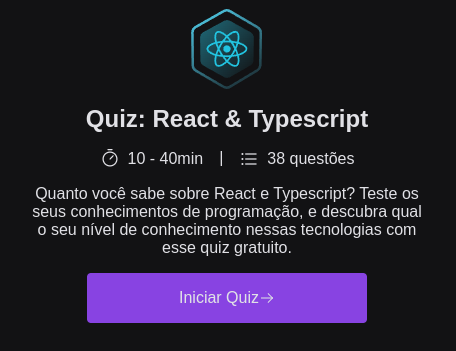 Quiz: React & Typescript
10 - 40min | 38 questões
Quanto você sabe sobre React e Typescript? Teste os
seus conhecimentos de programação, e descubra qual
o seu nível de conhecimento nessas tecnologias com
esse quiz gratuito.
Iniciar Quiz→